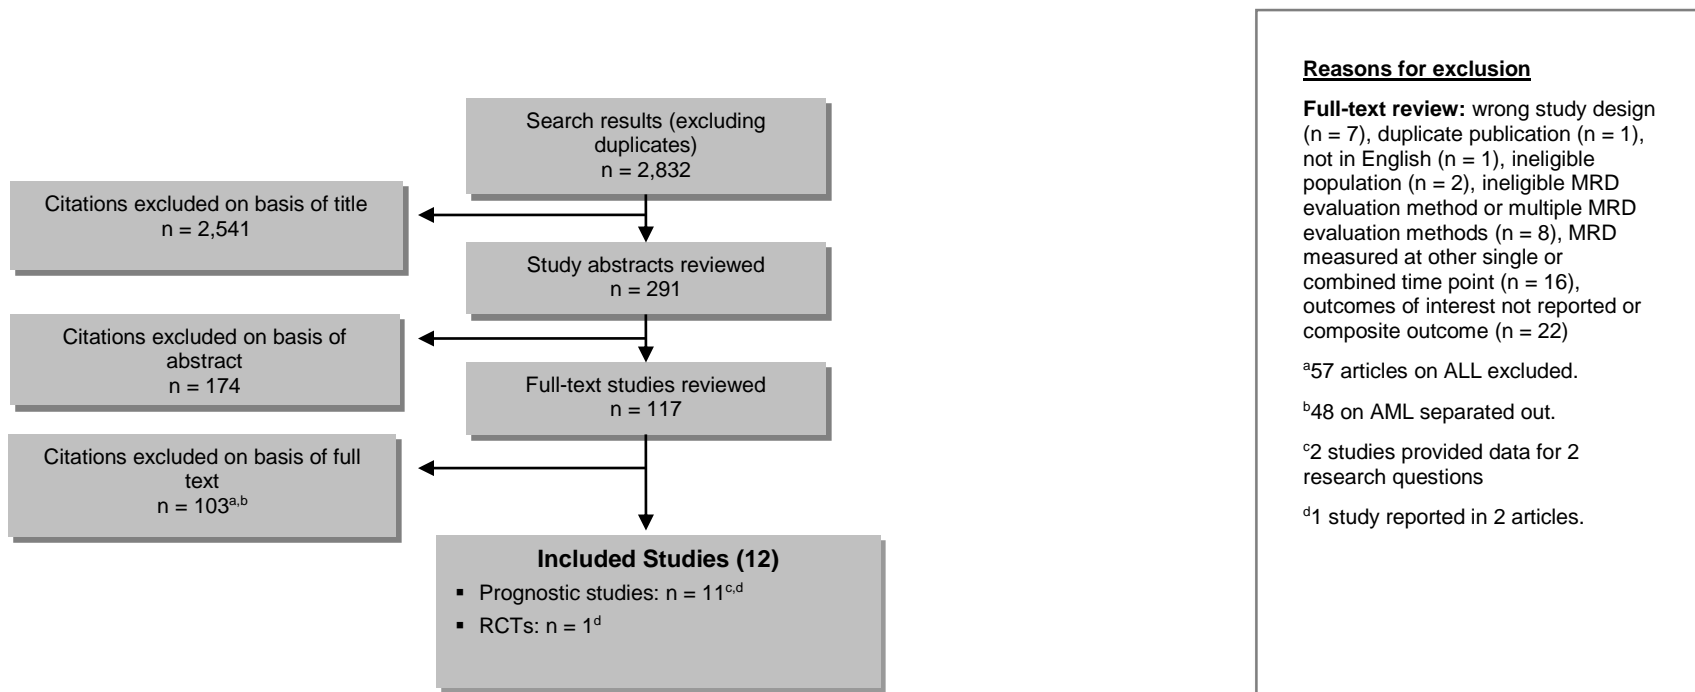 Search results (excluding
duplicates)
n = 2,832
Citations excluded on basis of title
n = 2,541
Study abstracts reviewed
n = 291
Citations excluded on basis of
abstract
n = 174
Full-text studies reviewed
n = 117
Citations excluded on basis of full
text
n = 103a,b
Included Studies (12)
▪ Prognostic studies: n = 11c,d
▪ RCTs: n = 1d
Reasons for exclusion
Full-text review: wrong study design
(n = 7), duplicate publication (n = 1),
not in English (n = 1), ineligible
population (n = 2), ineligible MRD
evaluation method or multiple MRD
evaluation methods (n = 8), MRD
measured at other single or
combined time point (n = 16),
outcomes of interest not reported or
composite outcome (n = 22)
a57 articles on ALL excluded.
b48 on AML separated out.
c2 studies provided data for 2
research questions
d1 study reported in 2 articles.